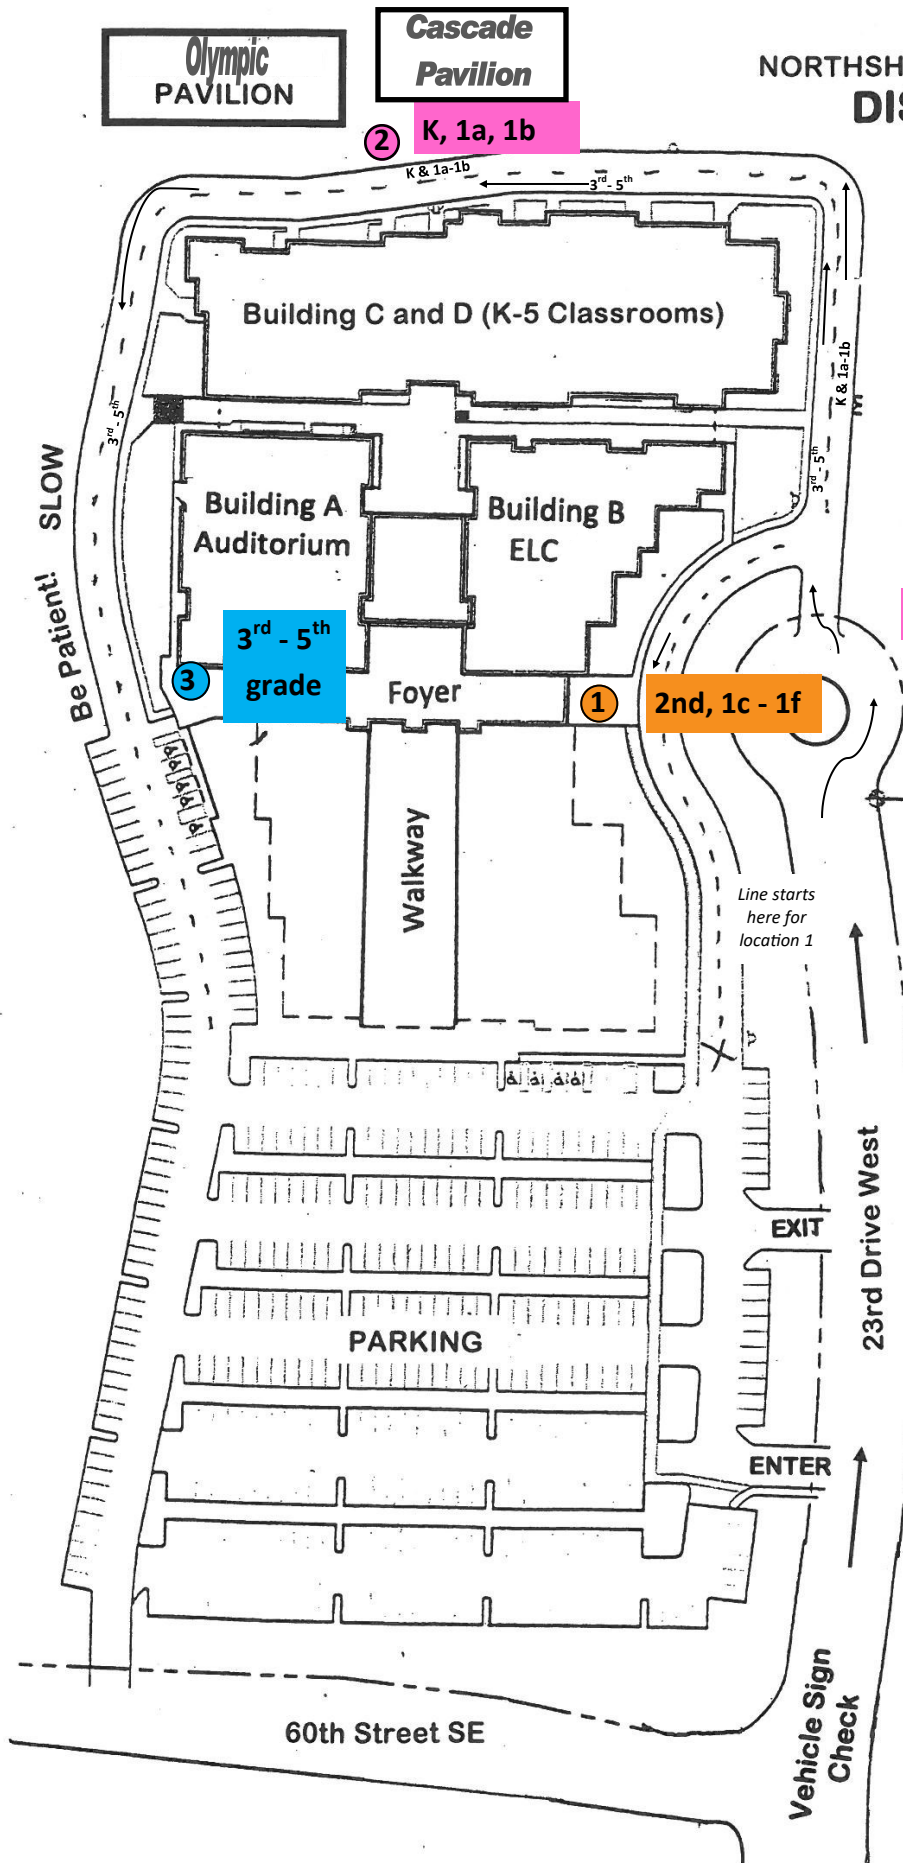 Olympic
PAVILION
Cascade
Pavilion
NORTHSH
DIS
2
K, 1a, 1b
K & 1a-1b
3rd - 5th
Building C and D (K-5 Classrooms)
K & 1a-1b
3rd - 5th
3rd - 5th
SLOW
Be Patient!
Building A
Auditorium
Building B
ELC
3rd - 5th
grade
3
Foyer
1
2nd, 1c - 1f
Walkway
Line starts
here for
location 1
23rd Drive West
EXIT
PARKING
ENTER
60th Street SE
Vehicle Sign
Check